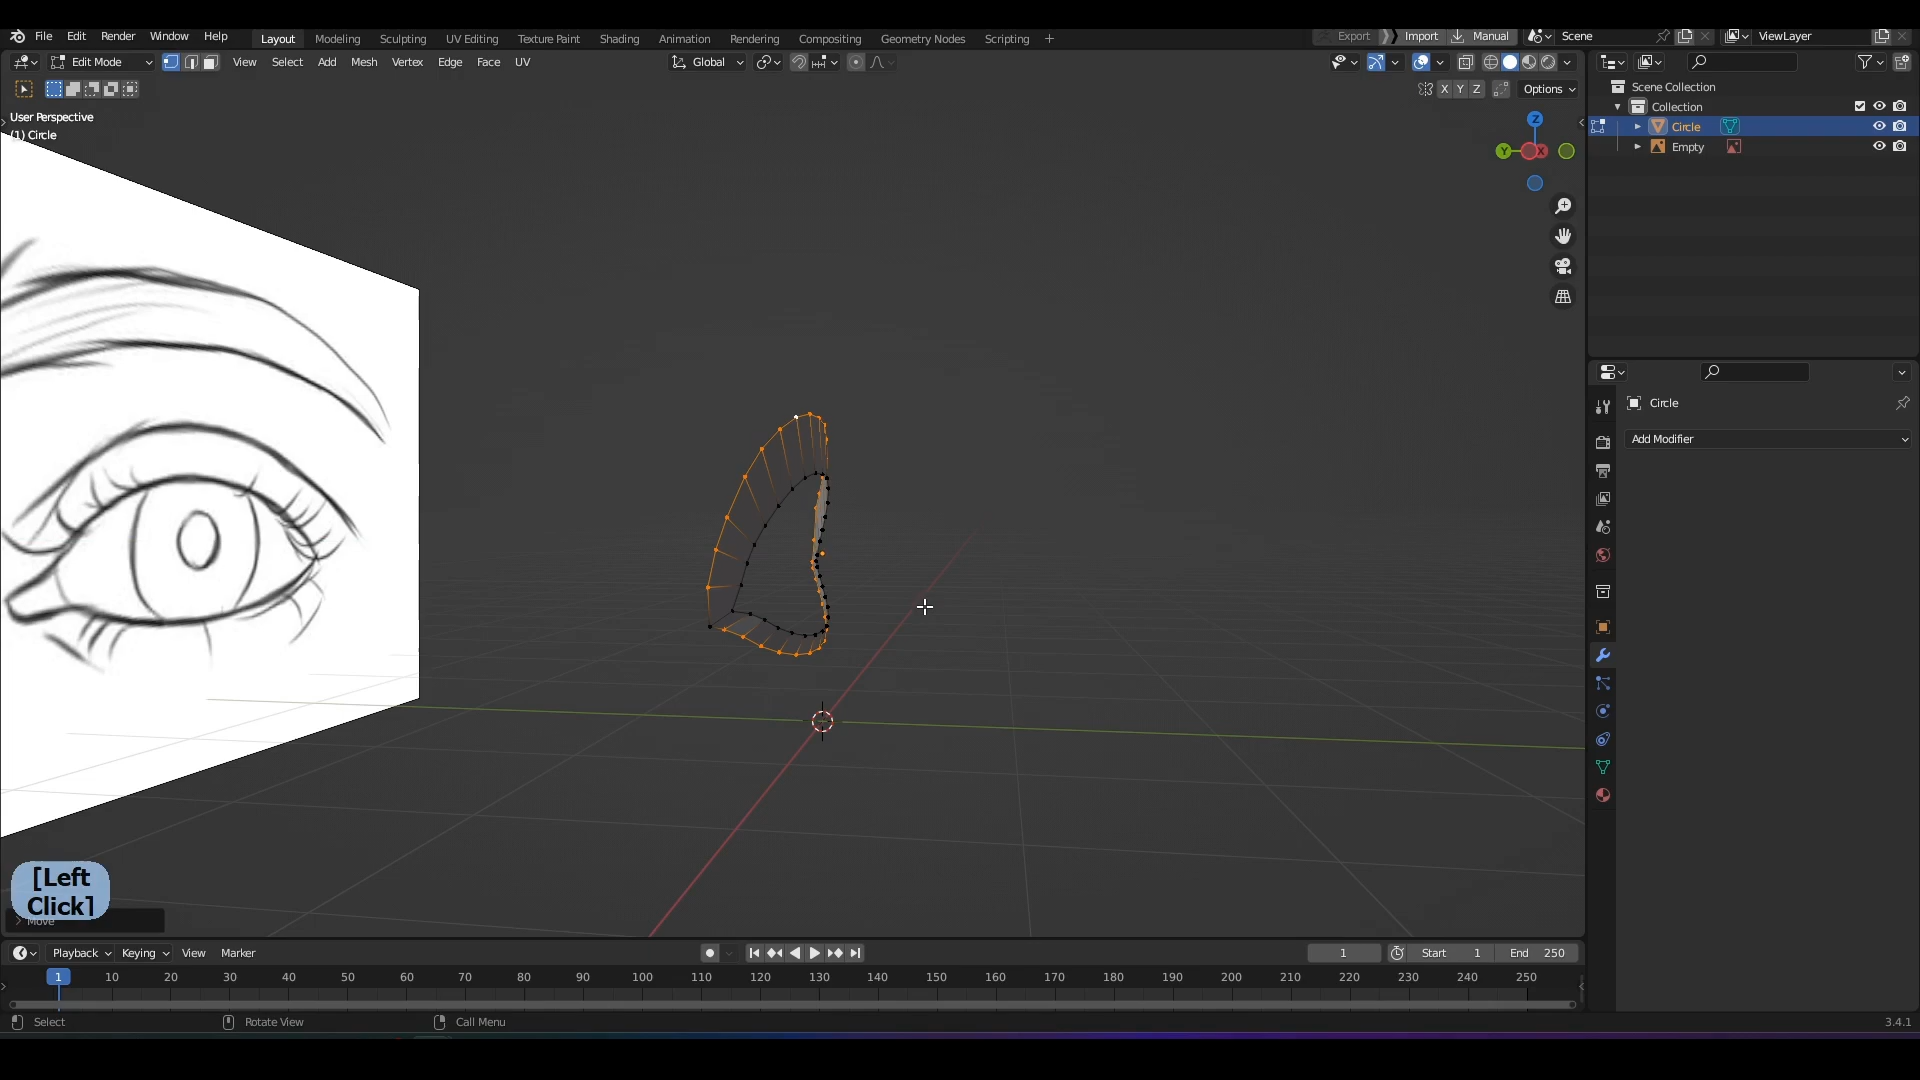 File Edit Render Window Help Layout Modeling Sculpting UV Editing Texture Paint Shading Animation Rendering Compositing Geometry Nodes Scripting + Export Import Manual Scene ViewLayer
Edit Mode View Select Add Mesh Vertex Edge Face UV Global
X Y Z Options
User Perspective
(1) Circle
Z
Y X
Scene Collection
Collection
Circle
Empty
Circle
Add Modifier
[Left
Click]
Move
Playback Keying View Marker 1 Start 1 End 250
1 10 20 30 40 50 60 70 80 90 100 110 120 130 140 150 160 170 180 190 200 210 220 230 240 250
Select Rotate View Call Menu 3.4.1